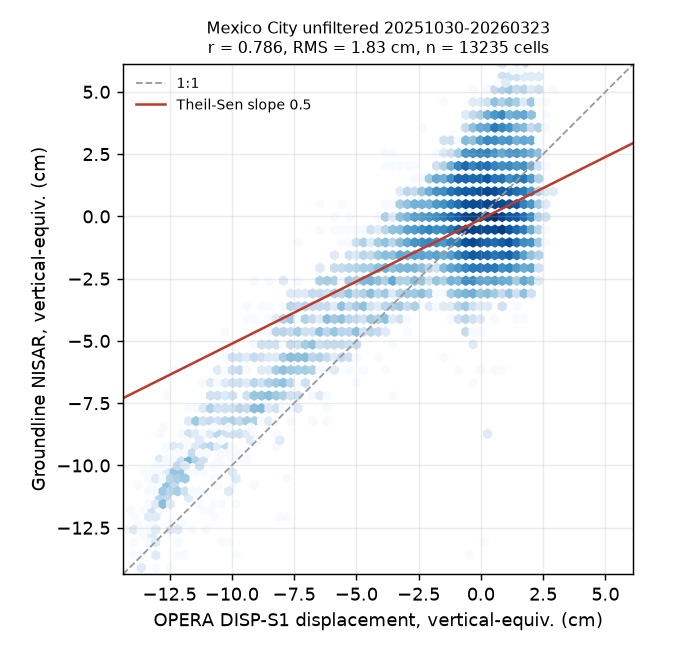 Mexico City unfiltered 20251030-20260323
r = 0.786, RMS = 1.83 cm, n = 13235 cells
1:1
Theil-Sen slope 0.5
Groundline NISAR, vertical-equiv. (cm)
5.0
2.5
0.0
−2.5
−5.0
−7.5
−10.0
−12.5
−12.5 −10.0 −7.5 −5.0 −2.5 0.0 2.5 5.0
OPERA DISP-S1 displacement, vertical-equiv. (cm)